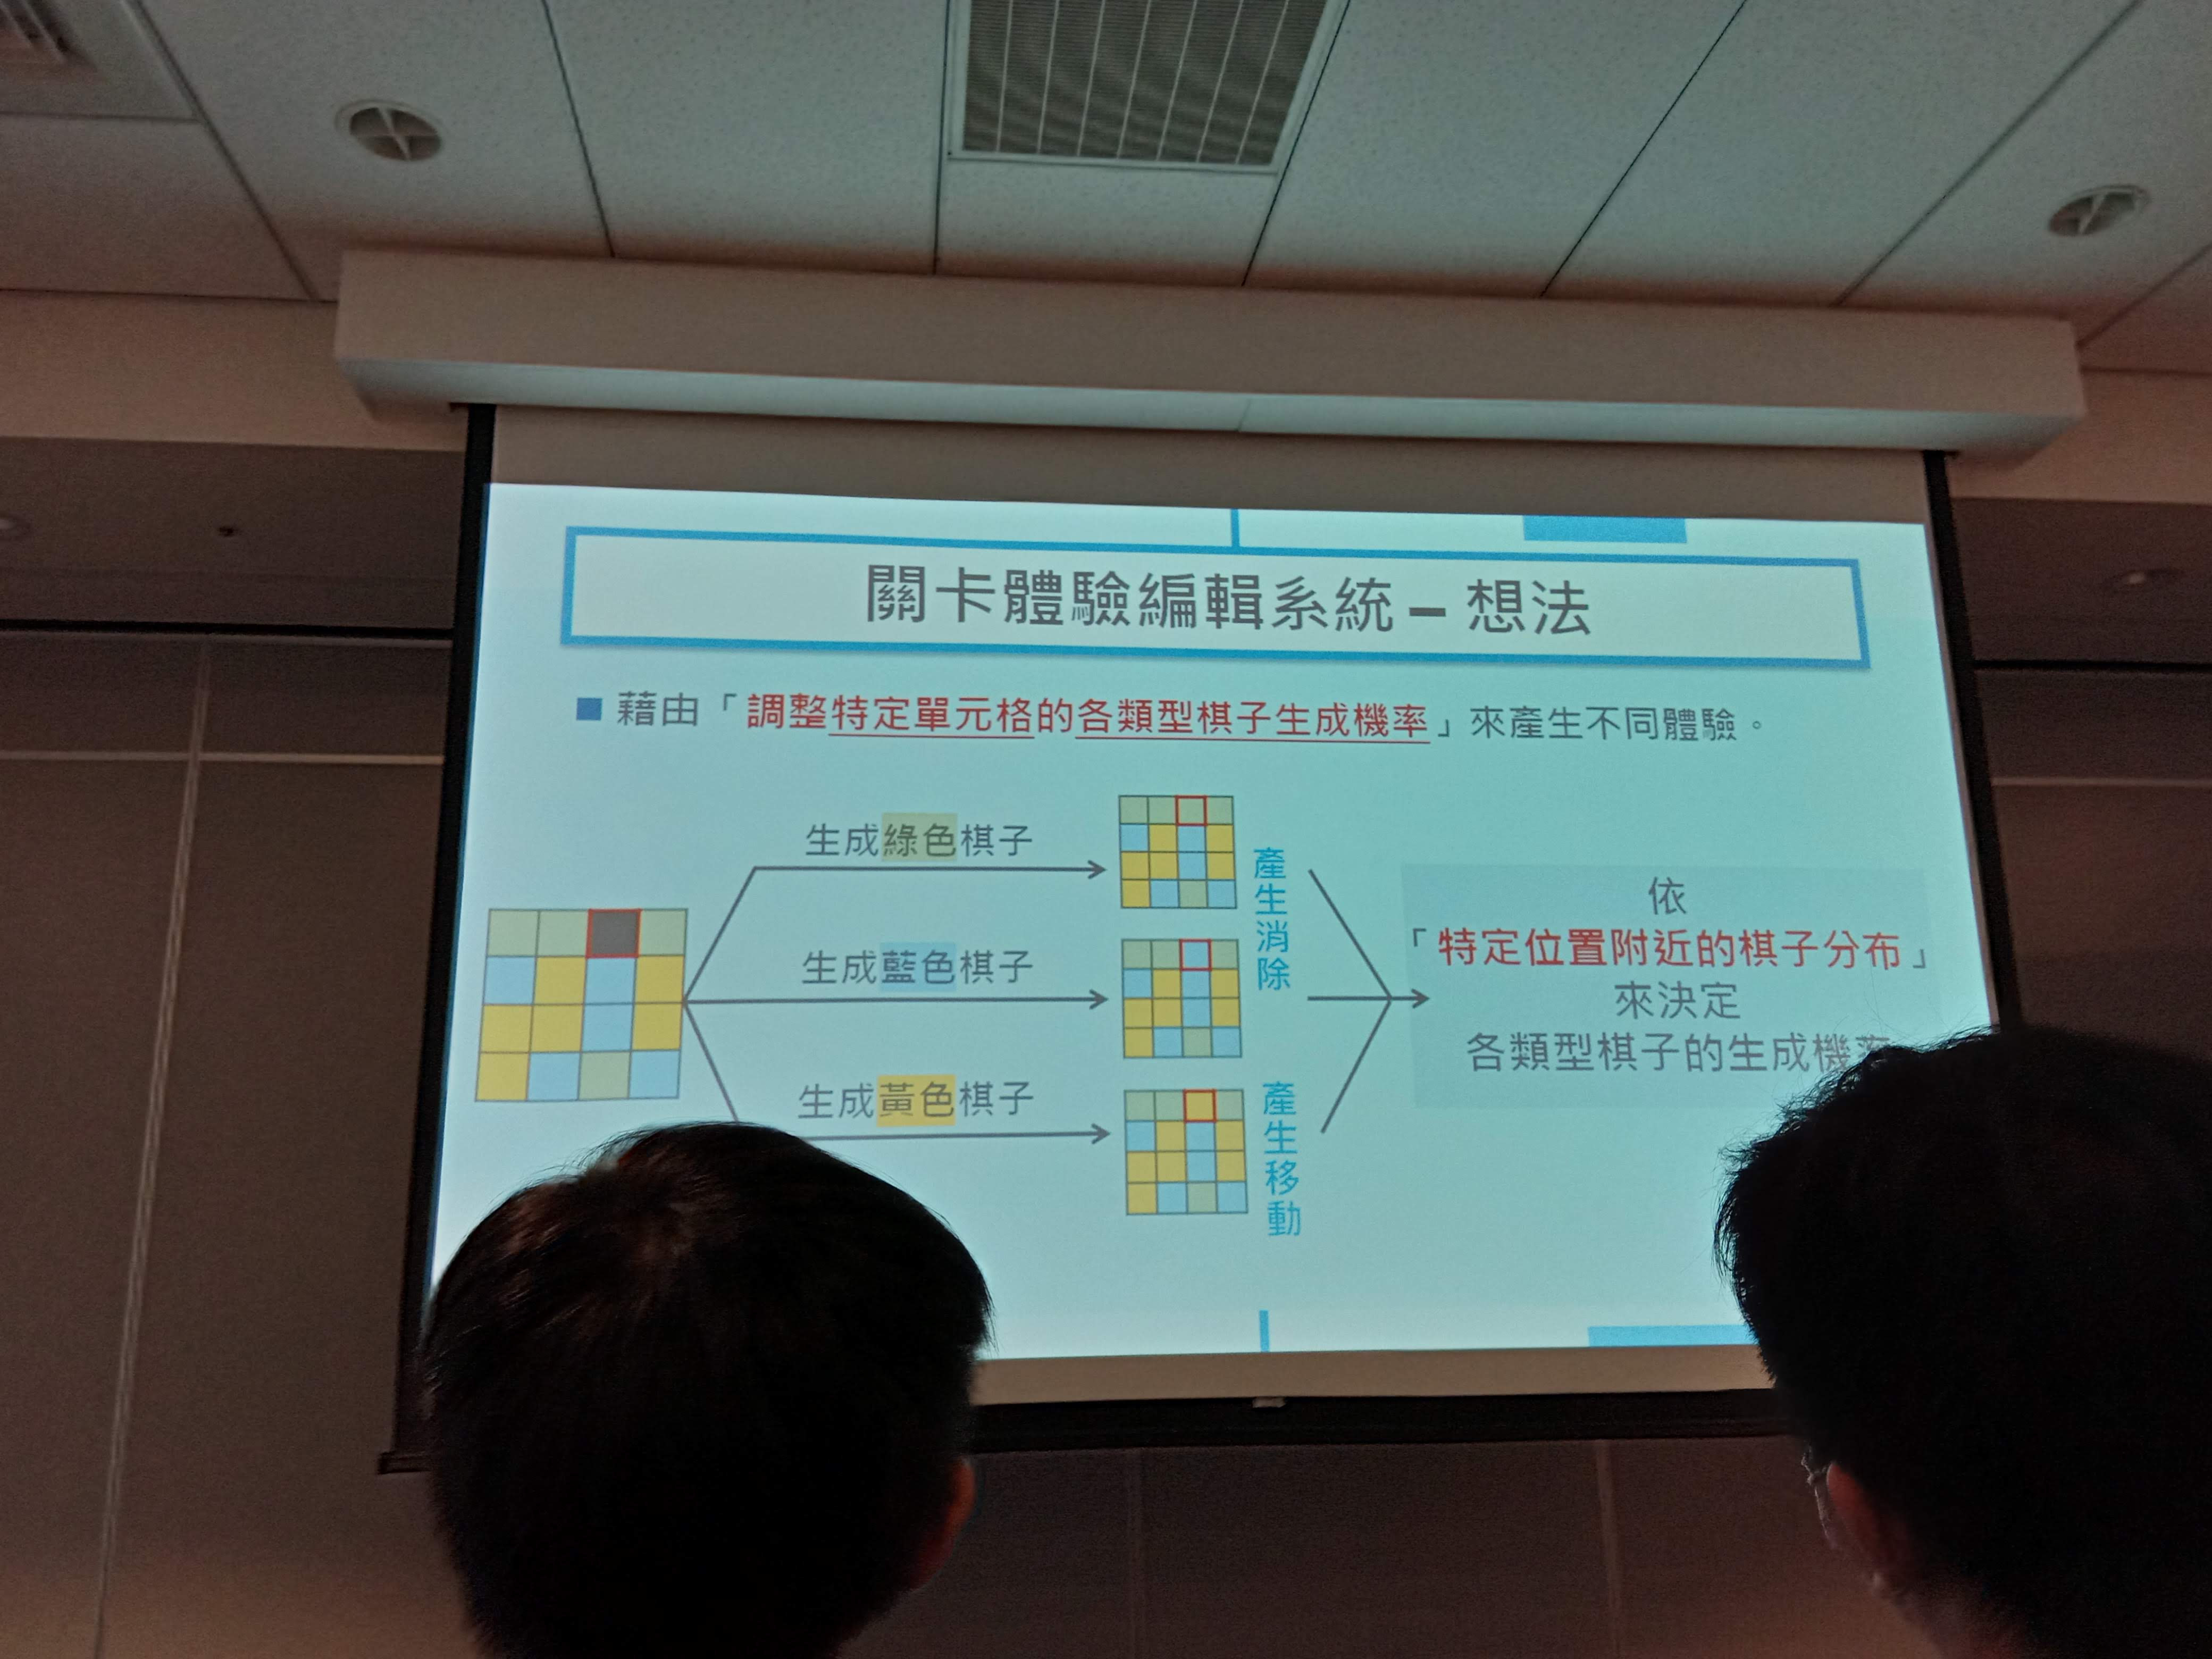 關卡體驗編輯系統 – 想法
■ 藉由「調整特定單元格的各類型棋子生成機率」來產生不同體驗。
生成綠色棋子
生成藍色棋子
生成黃色棋子
產生消除
產生移動
依
「特定位置附近的棋子分布」
來決定
各類型棋子的生成機率